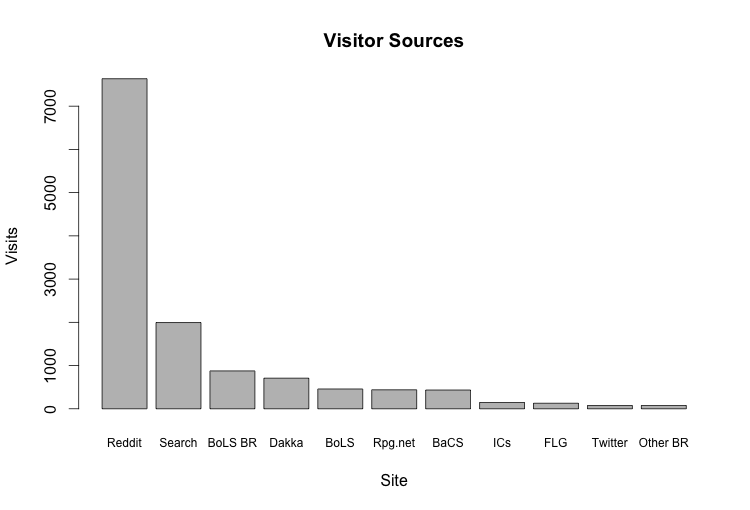 Visitor Sources
7000
5000
3000
1000
0
Visits
Reddit Search BoLS BR Dakka BoLS Rpg.net BaCS ICs FLG Twitter Other BR
Site